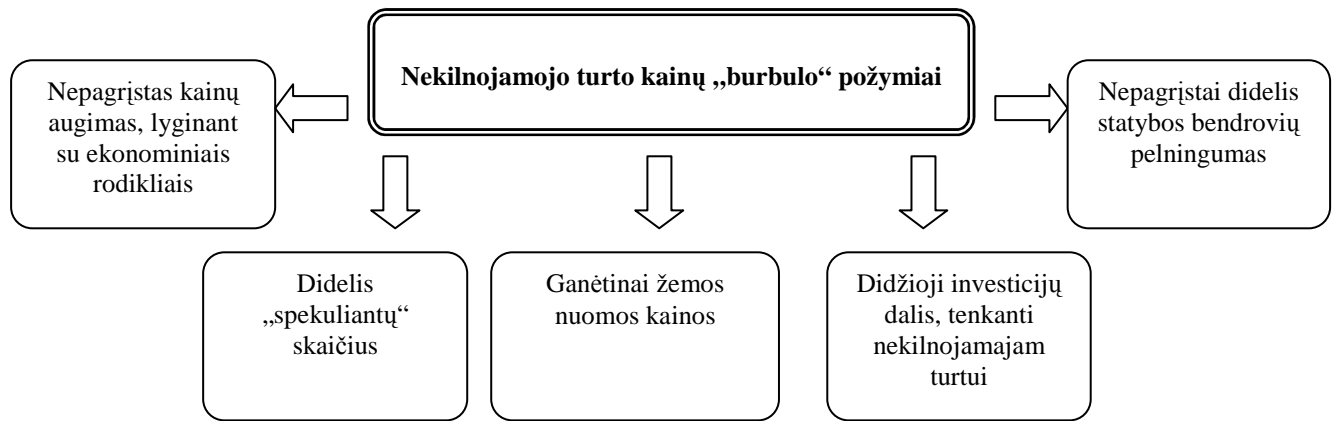 Nekilnojamojo turto kainų „burbulo“ požymiai
Nepagrįstas kainų
augimas, lyginant
su ekonominiais
rodikliais
Nepagrįstai didelis
statybos bendrovių
pelningumas
Didelis
„spekuliantų“
skaičius
Ganėtinai žemos
nuomos kainos
Didžioji investicijų
dalis, tenkanti
nekilnojamajam
turtui